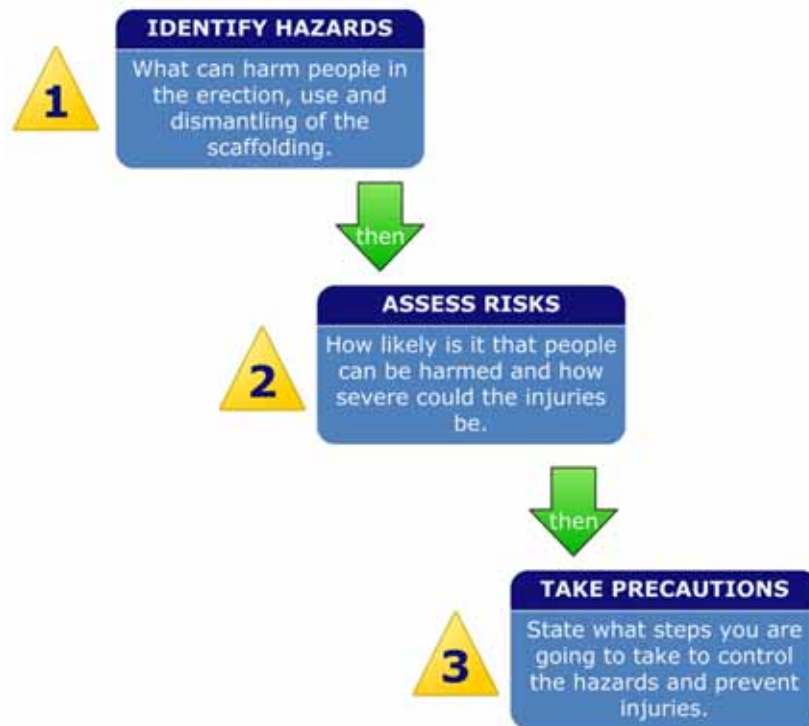 IDENTIFY HAZARDS
1
What can harm people in
the erection, use and
dismantling of the
scaffolding.
then
ASSESS RISKS
2
How likely is it that people
can be harmed and how
severe could the injuries
be.
then
TAKE PRECAUTIONS
3
State what steps you are
going to take to control
the hazards and prevent
injuries.